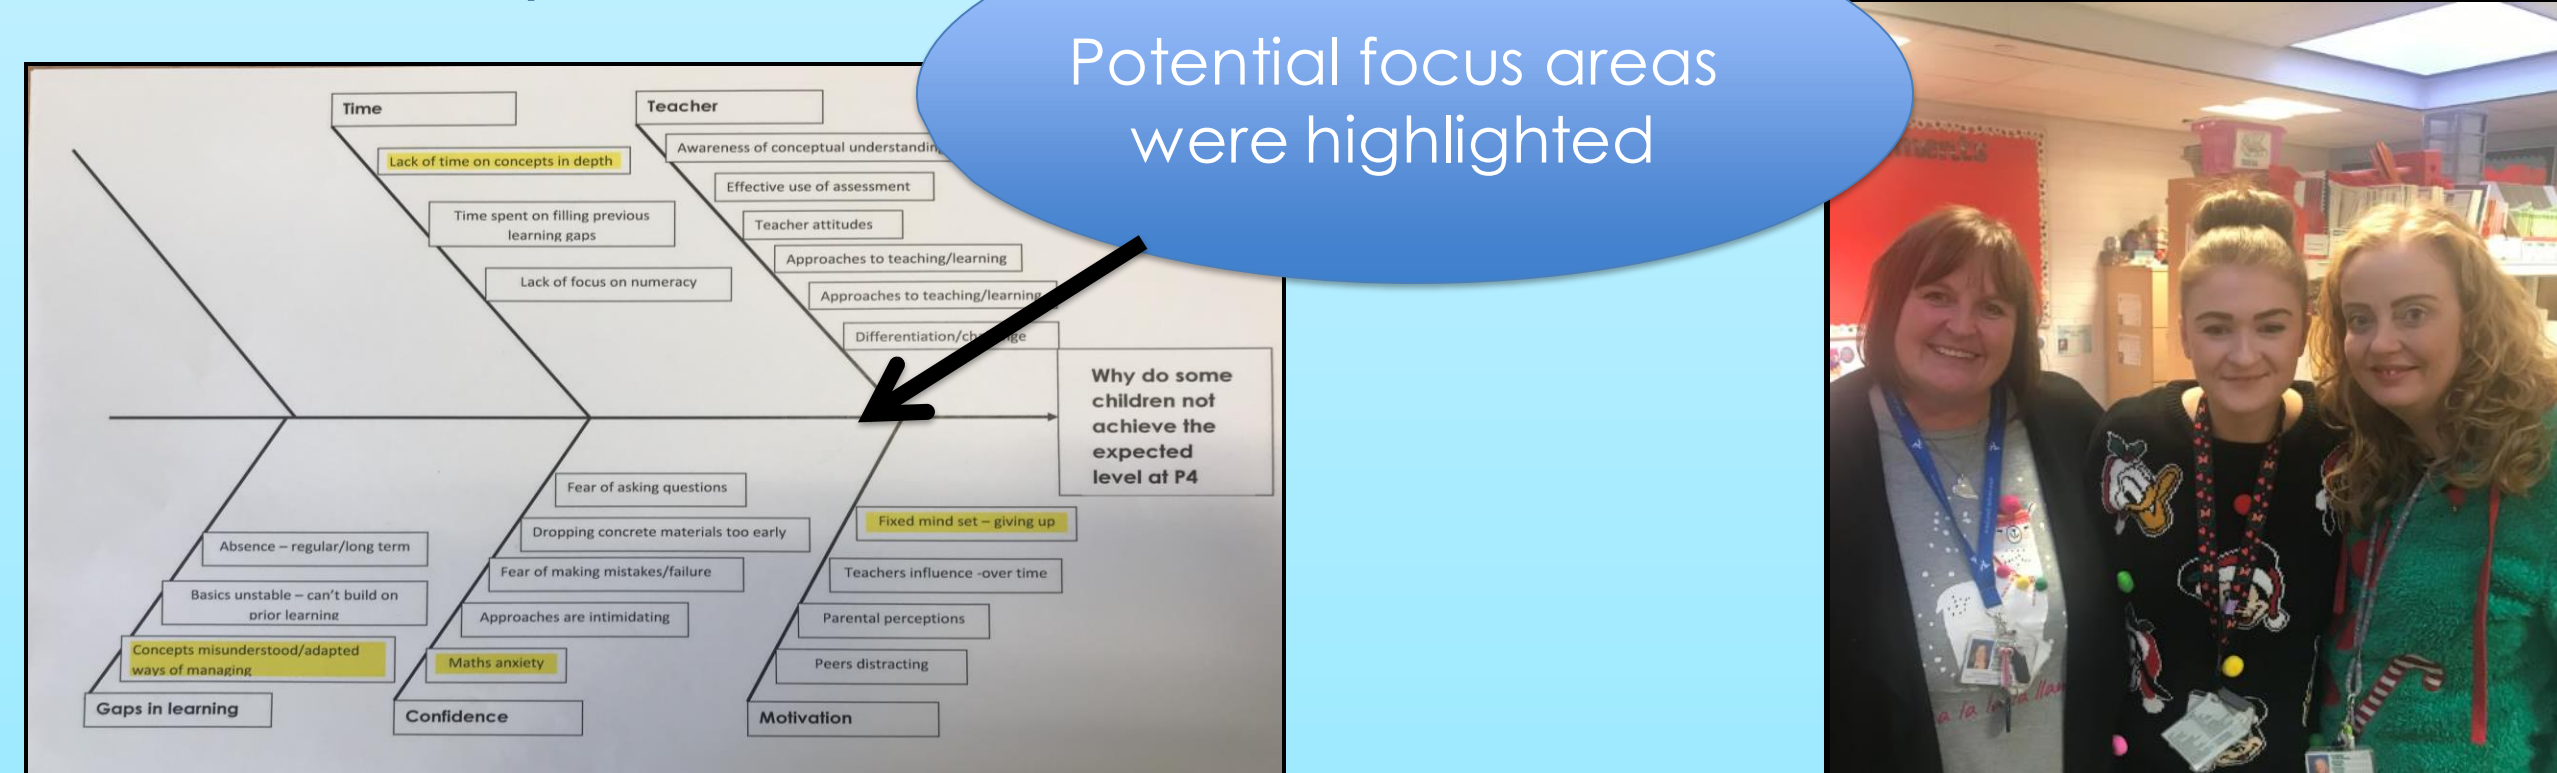 Potential focus areas
were highlighted
Time
Lack of time on concepts in depth
Time spent on filling previous
learning gaps
Lack of focus on numeracy
Teacher
Awareness of conceptual understandin
Effective use of assessment
Teacher attitudes
Approaches to teaching/learning
Approaches to teaching/learning
Differentiation/
Why do some
children not
achieve the
expected
level at P4
Absence – regular/long term
Basics unstable – can't build on
prior learning
Concepts misunderstood/adapted
ways of managing
Gaps in learning
Fear of asking questions
Dropping concrete materials too early
Fear of making mistakes/failure
Approaches are intimidating
Maths anxiety
Confidence
Fixed mind set – giving up
Teachers influence -over time
Parental perceptions
Peers distracting
Motivation